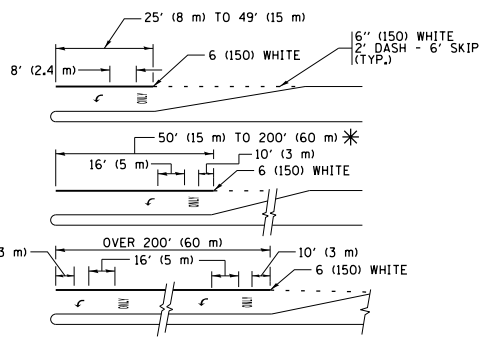 25' (8 m) TO 49' (15 m)
6" (150) WHITE
2' DASH - 6' SKIP
(TYP.)
6 (150) WHITE
8' (2.4 m)
ONLY
50' (15 m) TO 200' (60 m) *
16' (5 m)
10' (3 m)
6 (150) WHITE
ONLY
OVER 200' (60 m)
3 m)
16' (5 m)
10' (3 m)
6 (150) WHITE
ONLY
ONLY